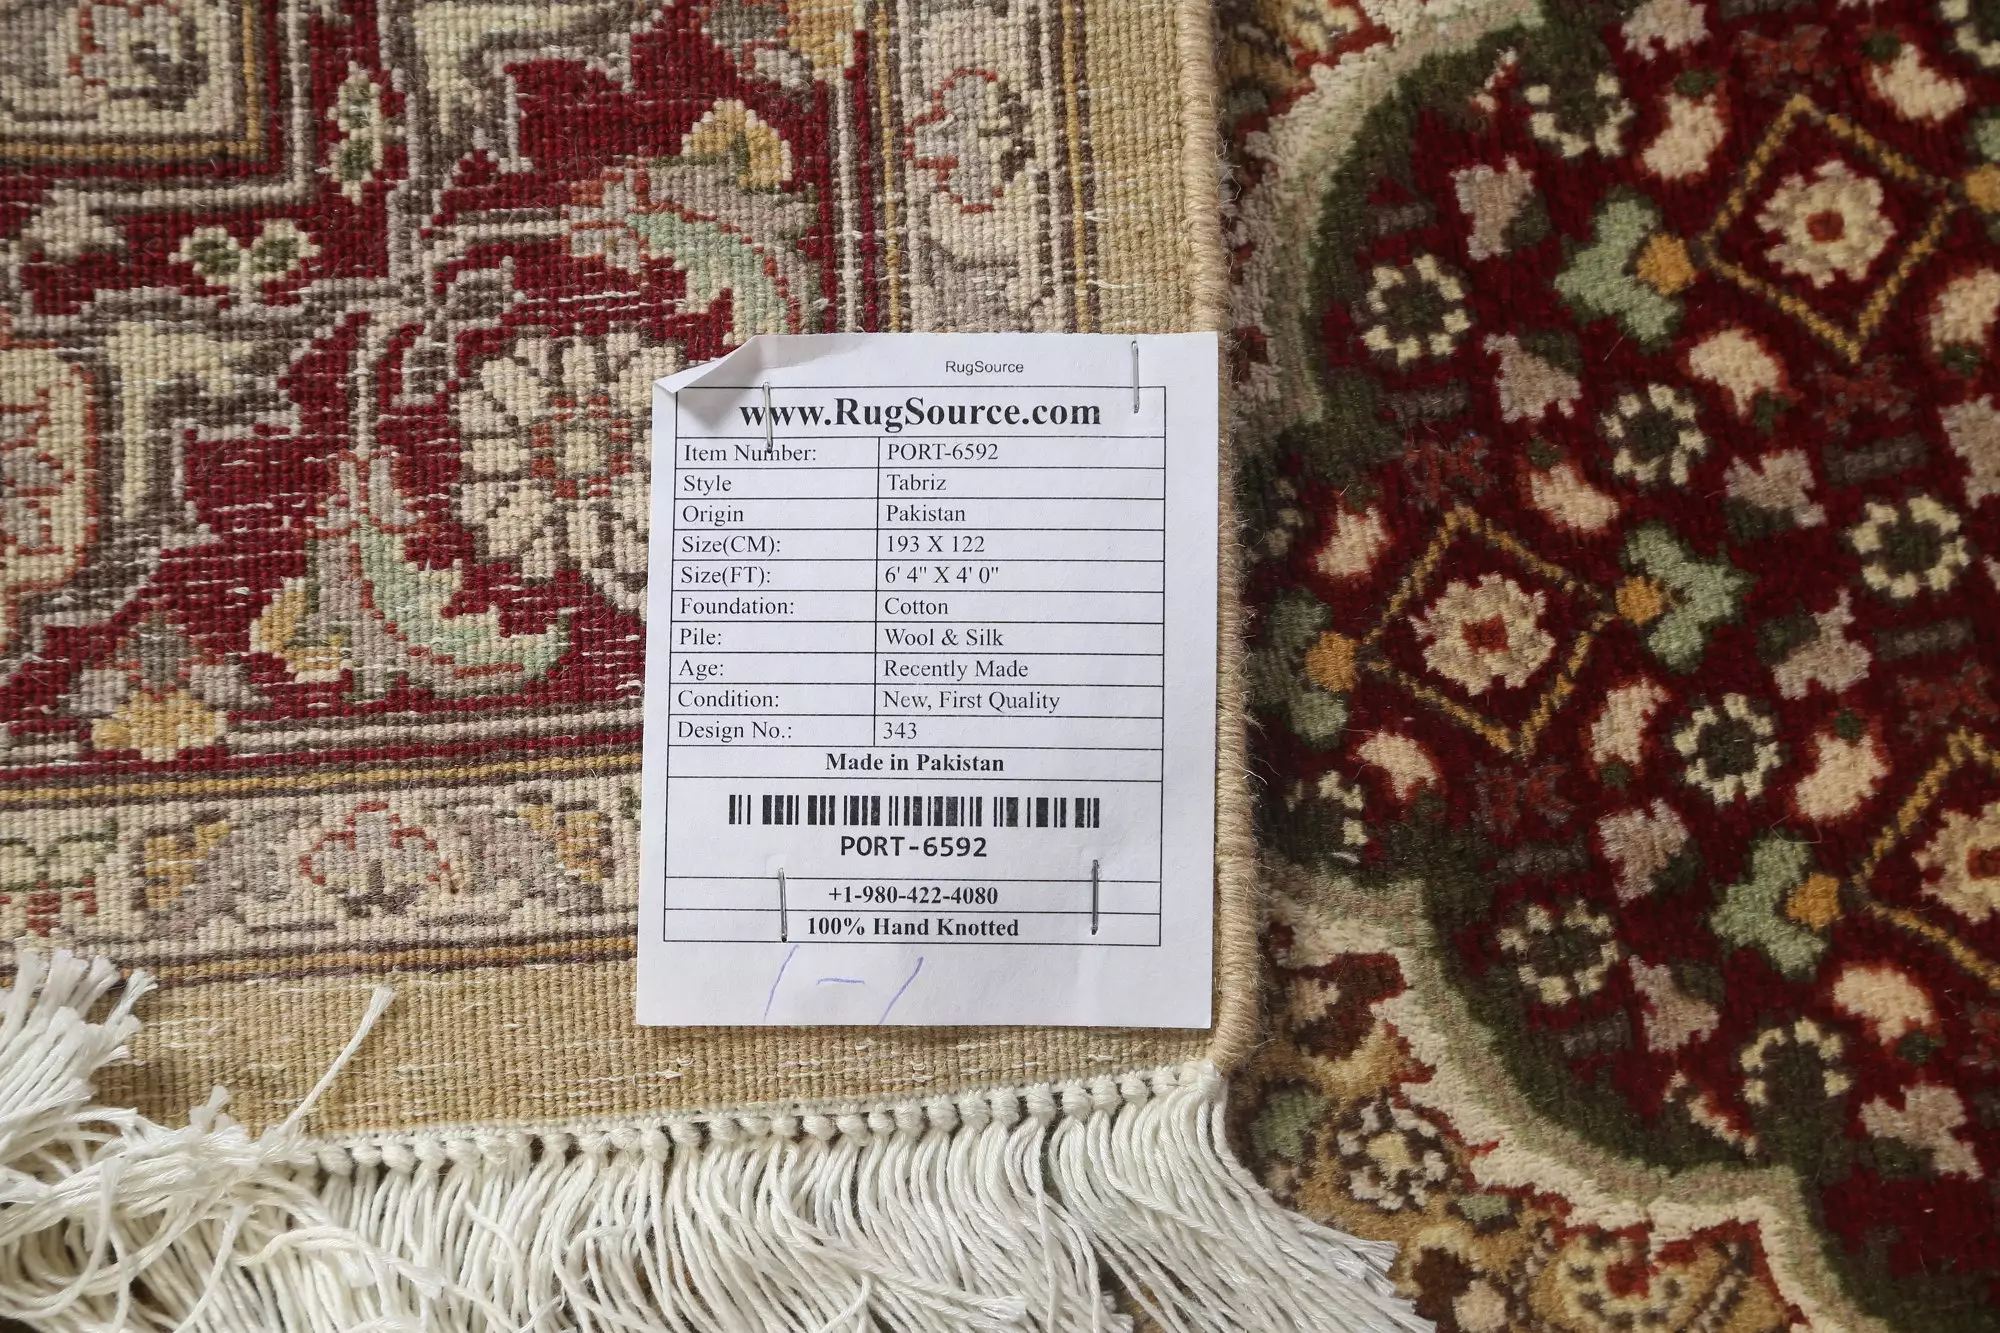 RugSource
www.RugSource.com
Item Number: PORT-6592
Style Tabriz
Origin Pakistan
Size(CM): 193 X 122
Size(FT): 6' 4" X 4' 0"
Foundation: Cotton
Pile: Wool & Silk
Age: Recently Made
Condition: New, First Quality
Design No.: 343
Made in Pakistan
PORT-6592
+1-980-422-4080
100% Hand Knotted